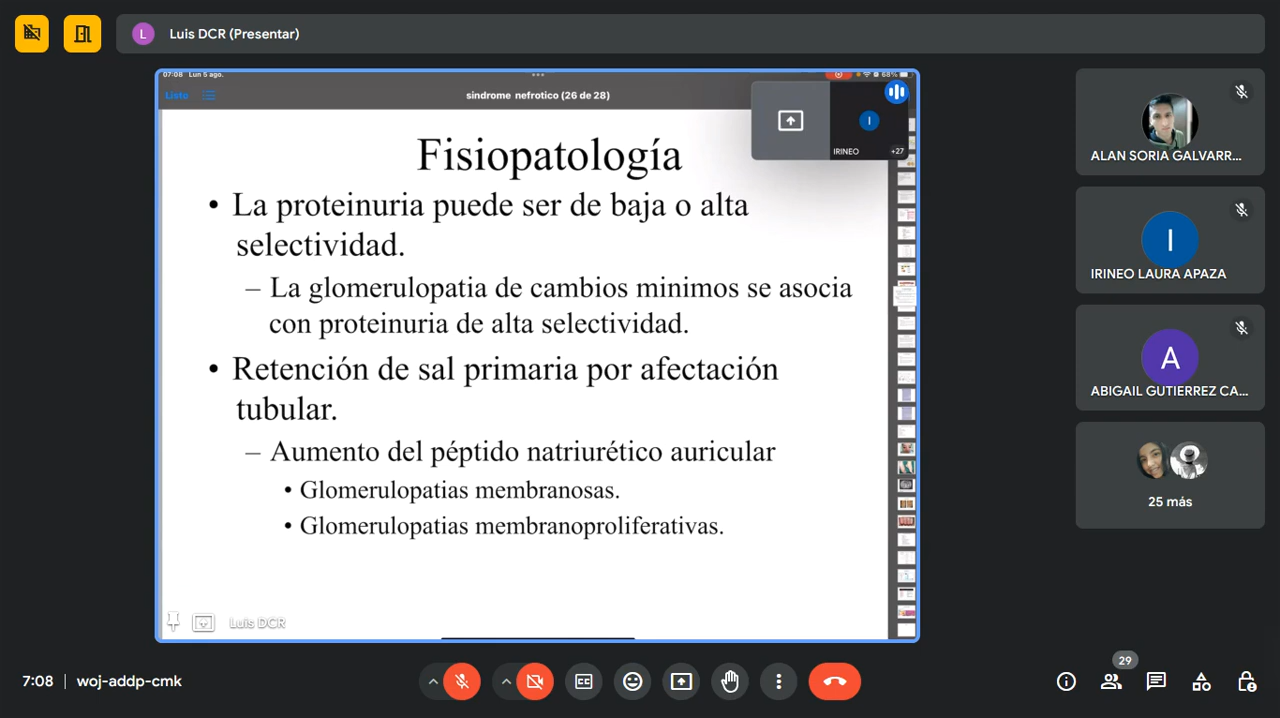 L
Luis DCR (Presentar)
07:08 Lun 5 ago.
68%
Listo
sindrome nefrotico (26 de 28)
I
IRINEO
+27
Fisiopatología
• La proteinuria puede ser de baja o alta
selectividad.
– La glomerulopatia de cambios minimos se asocia
con proteinuria de alta selectividad.
• Retención de sal primaria por afectación
tubular.
– Aumento del péptido natriurético auricular
• Glomerulopatias membranosas.
• Glomerulopatias membranoproliferativas.
Luis DCR
ALAN SORIA GALVARR...
I
IRINEO LAURA APAZA
A
ABIGAIL GUTIERREZ CA...
25 más
7:08
woj-addp-cmk
CC
29